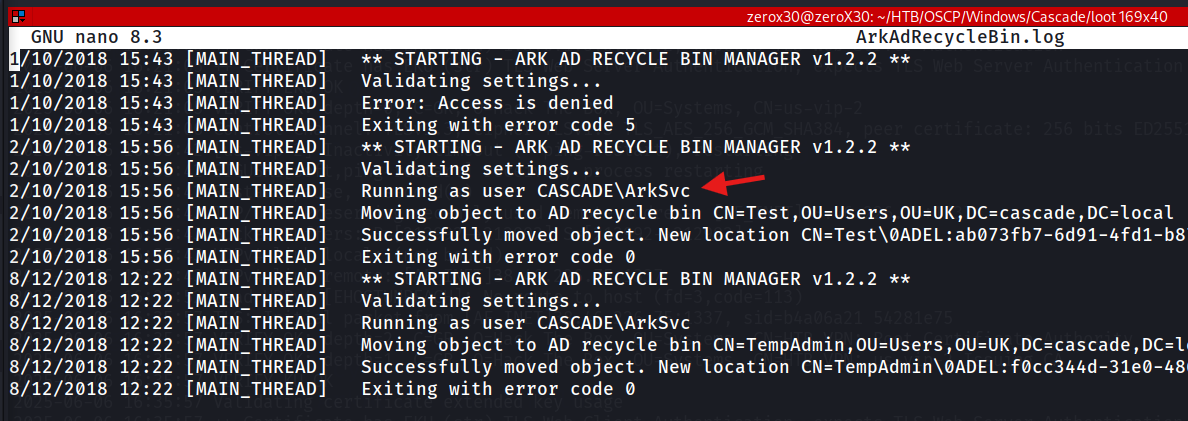 zerox30@zeroX30: ~/HTB/OSCP/Windows/Cascade/loot 169x40
GNU nano 8.3 ArkAdRecycleBin.log
1/10/2018 15:43 [MAIN_THREAD] ** STARTING - ARK AD RECYCLE BIN MANAGER v1.2.2 **
1/10/2018 15:43 [MAIN_THREAD] Validating settings...
1/10/2018 15:43 [MAIN_THREAD] Error: Access is denied
1/10/2018 15:43 [MAIN_THREAD] Exiting with error code 5
2/10/2018 15:56 [MAIN_THREAD] ** STARTING - ARK AD RECYCLE BIN MANAGER v1.2.2 **
2/10/2018 15:56 [MAIN_THREAD] Validating settings...
2/10/2018 15:56 [MAIN_THREAD] Running as user CASCADE\ArkSvc
2/10/2018 15:56 [MAIN_THREAD] Moving object to AD recycle bin CN=Test,OU=Users,OU=UK,DC=cascade,DC=local
2/10/2018 15:56 [MAIN_THREAD] Successfully moved object. New location CN=Test\0ADEL:ab073fb7-6d91-4fd1-b8
2/10/2018 15:56 [MAIN_THREAD] Exiting with error code 0
8/12/2018 12:22 [MAIN_THREAD] ** STARTING - ARK AD RECYCLE BIN MANAGER v1.2.2 **
8/12/2018 12:22 [MAIN_THREAD] Validating settings...
8/12/2018 12:22 [MAIN_THREAD] Running as user CASCADE\ArkSvc
8/12/2018 12:22 [MAIN_THREAD] Moving object to AD recycle bin CN=TempAdmin,OU=Users,OU=UK,DC=cascade,DC=lo
8/12/2018 12:22 [MAIN_THREAD] Successfully moved object. New location CN=TempAdmin\0ADEL:f0cc344d-31e0-48
8/12/2018 12:22 [MAIN_THREAD] Exiting with error code 0